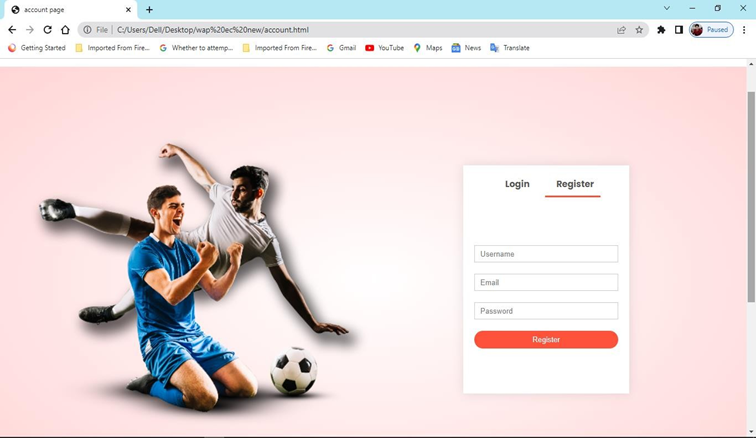 account page
File C:/Users/Dell/Desktop/wap%20ec%20new/account.html
Paused
Getting Started Imported From Fire... Whether to attemp... Imported From Fire... Gmail YouTube Maps News Translate
Login Register
Username
Email
Password
Register